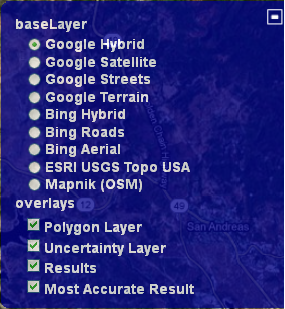 baseLayer
Google Hybrid
Google Satellite
Google Streets
Google Terrain
Bing Hybrid
Bing Roads
Bing Aerial
ESRI USGS Topo USA
Mapnik (OSM)
overlays
12
49
Polygon Layer
San Andreas
Uncertainty Layer
Results
Most Accurate Result